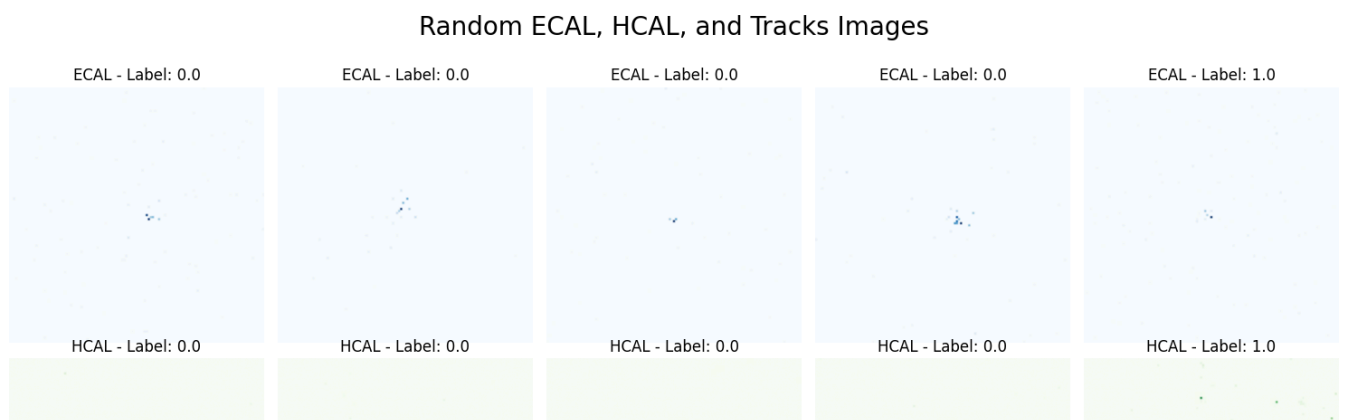 Random ECAL, HCAL, and Tracks Images
ECAL - Label: 0.0 ECAL - Label: 0.0 ECAL - Label: 0.0 ECAL - Label: 0.0 ECAL - Label: 1.0
HCAL - Label: 0.0 HCAL - Label: 0.0 HCAL - Label: 0.0 HCAL - Label: 0.0 HCAL - Label: 1.0